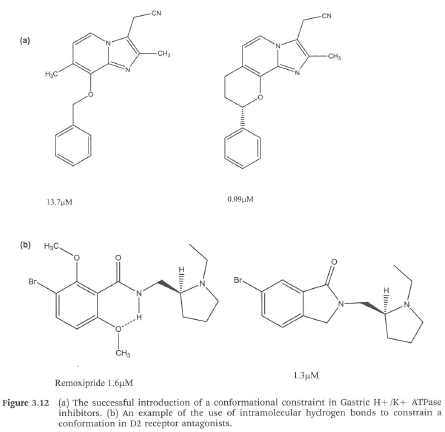 (a)
CN
N
CH₃
N
H₃C
O
CN
N
CH₃
N
O
13.7µM
0.09µM
(b)
H₃C
O
O
Br
N
H
N
H
O
CH₃
Remoxipride 1.6µM
O
Br
N
H
N
1.3µM
Figure 3.12 (a) The successful introduction of a conformational constraint in Gastric H+/K+ ATPase
inhibitors. (b) An example of the use of intramolecular hydrogen bonds to constrain a
conformation in D2 receptor antagonists.